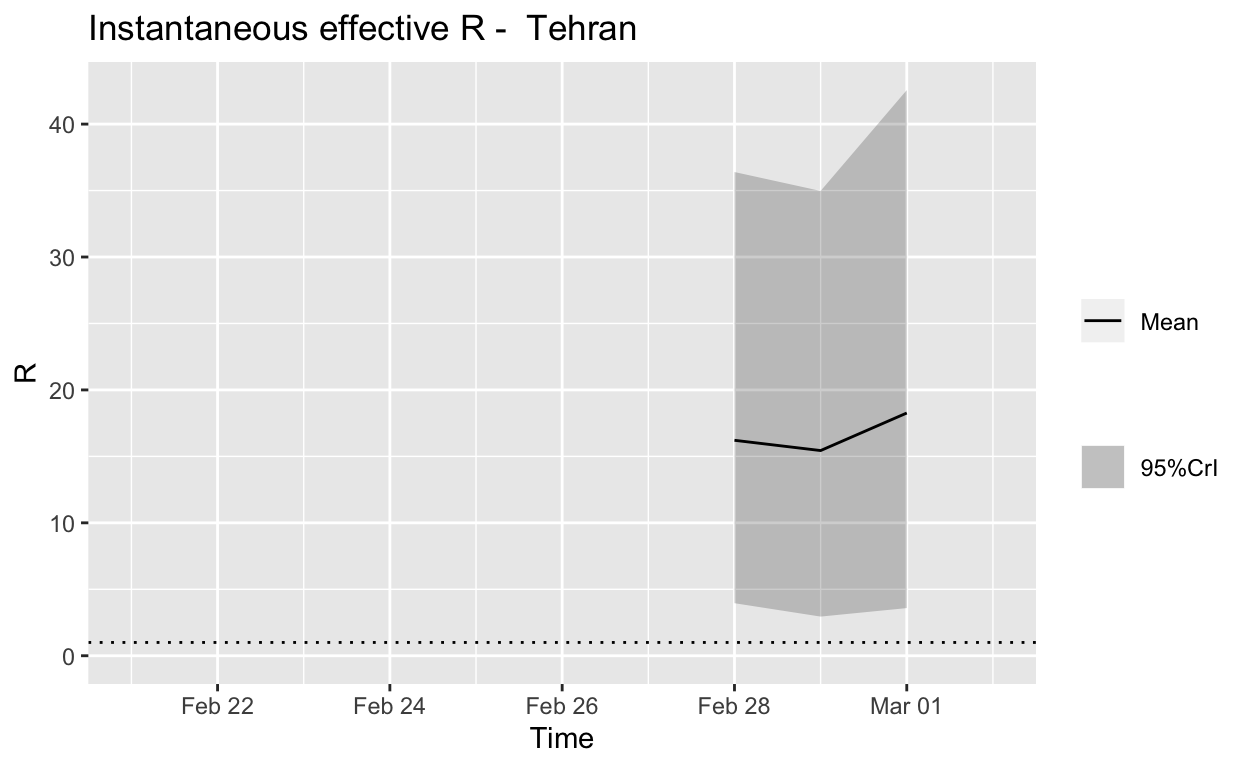 Instantaneous effective R -  Tehran
40
30
20
10
0
R
Feb 22
Feb 24
Feb 26
Feb 28
Mar 01
Time
Mean
95%CrI